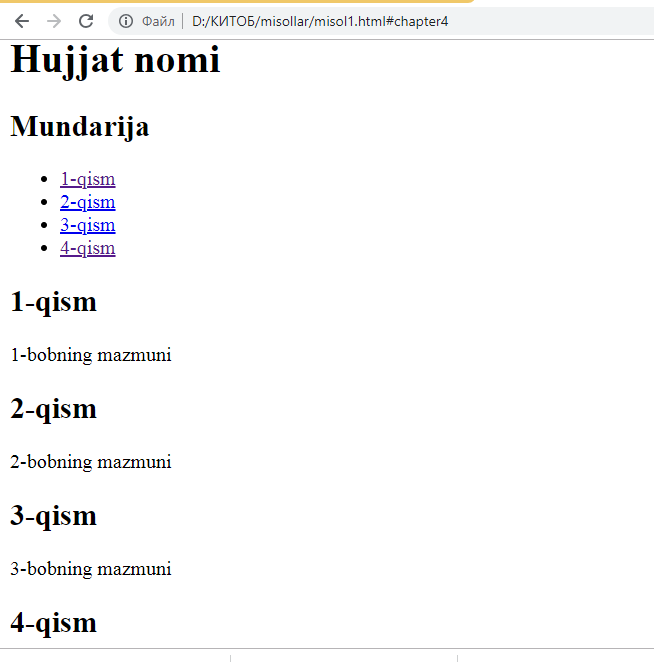 Файл | D:/КИТОБ/misollar/misol1.html#chapter4
Hujjat nomi
Mundarija
• 1-qism
• 2-qism
• 3-qism
• 4-qism
1-qism
1-bobning mazmuni
2-qism
2-bobning mazmuni
3-qism
3-bobning mazmuni
4-qism